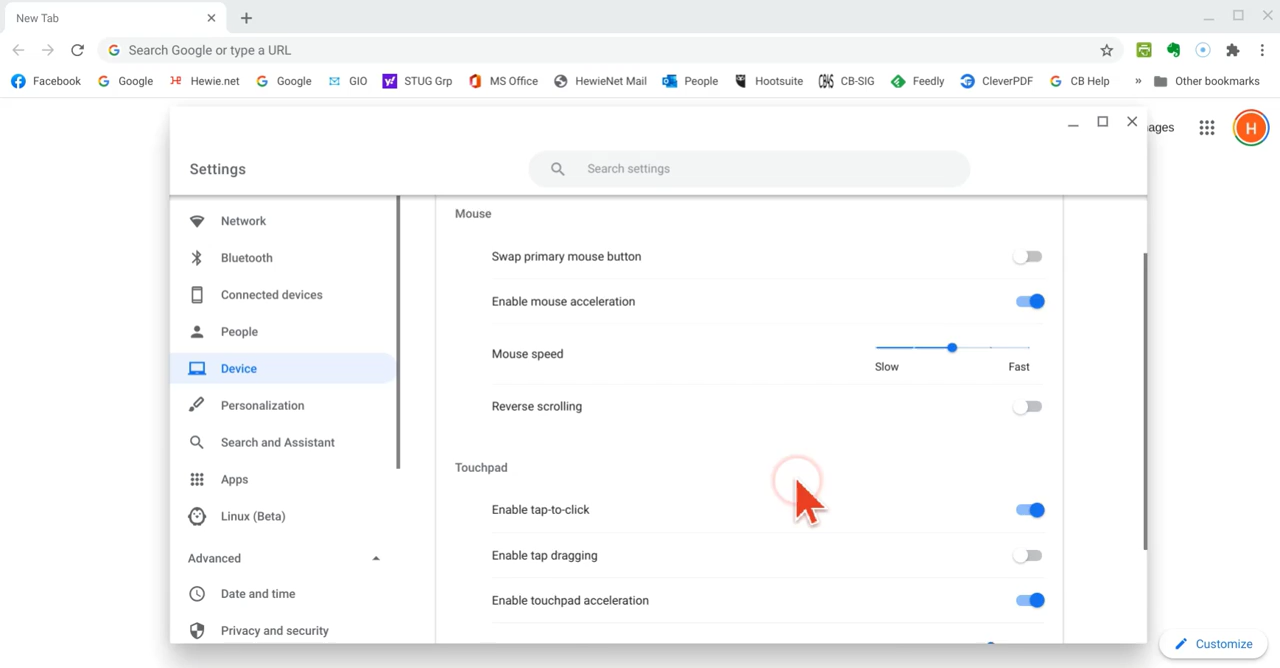 New Tab
Search Google or type a URL
Facebook Google Hewie.net Google GIO STUG Grp MS Office HewieNet Mail People Hootsuite CB-SIG Feedly CleverPDF CB Help » Other bookmarks
ages H
Settings
Search settings
Network
Bluetooth
Connected devices
People
Device
Personalization
Search and Assistant
Apps
Linux (Beta)
Advanced
Date and time
Privacy and security
Mouse
Swap primary mouse button
Enable mouse acceleration
Mouse speed
Slow Fast
Reverse scrolling
Touchpad
Enable tap-to-click
Enable tap dragging
Enable touchpad acceleration
Customize